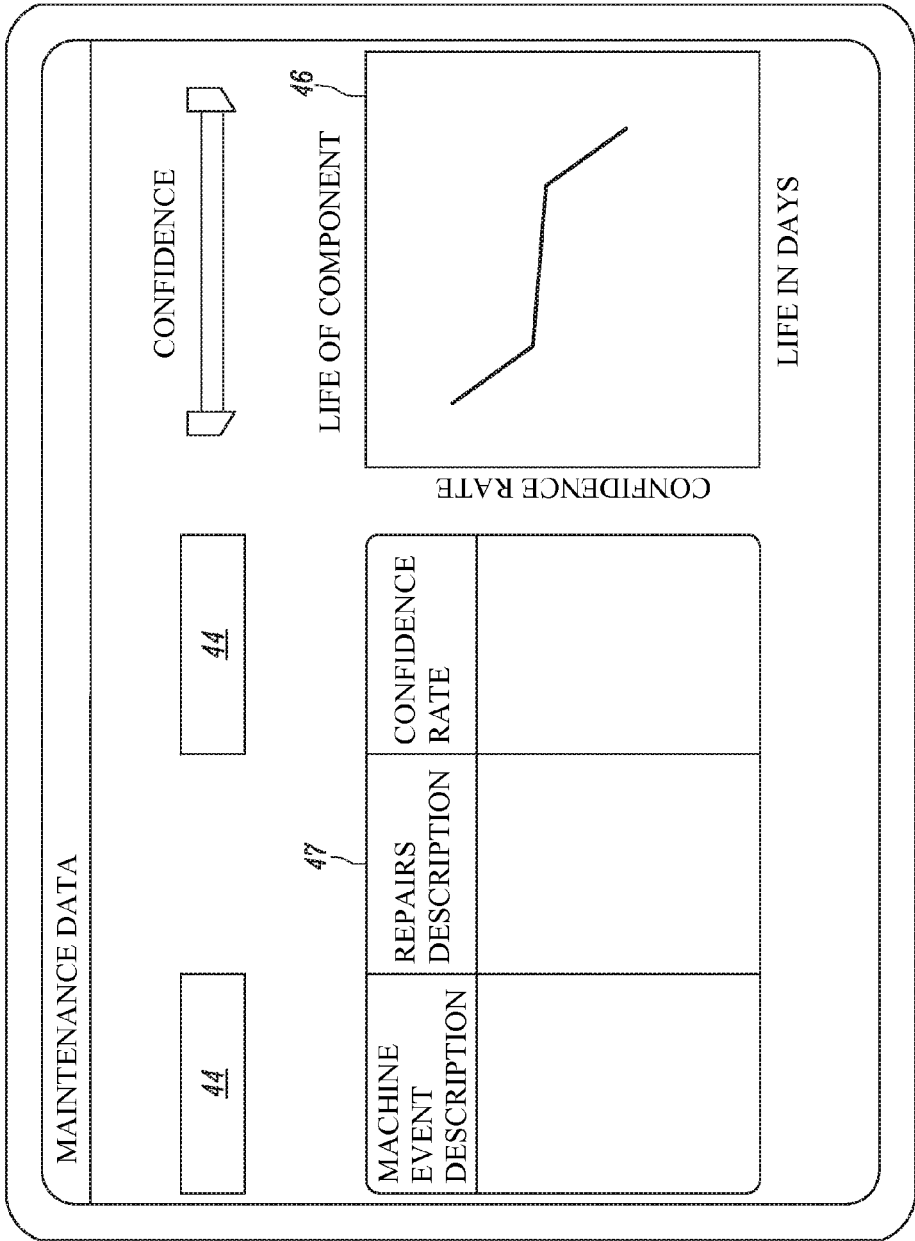 MAINTENANCE DATA
44
44
CONFIDENCE
47
MACHINE
EVENT
DESCRIPTION
REPAIRS
DESCRIPTION
CONFIDENCE
RATE
LIFE OF COMPONENT
46
CONFIDENCE RATE
LIFE IN DAYS